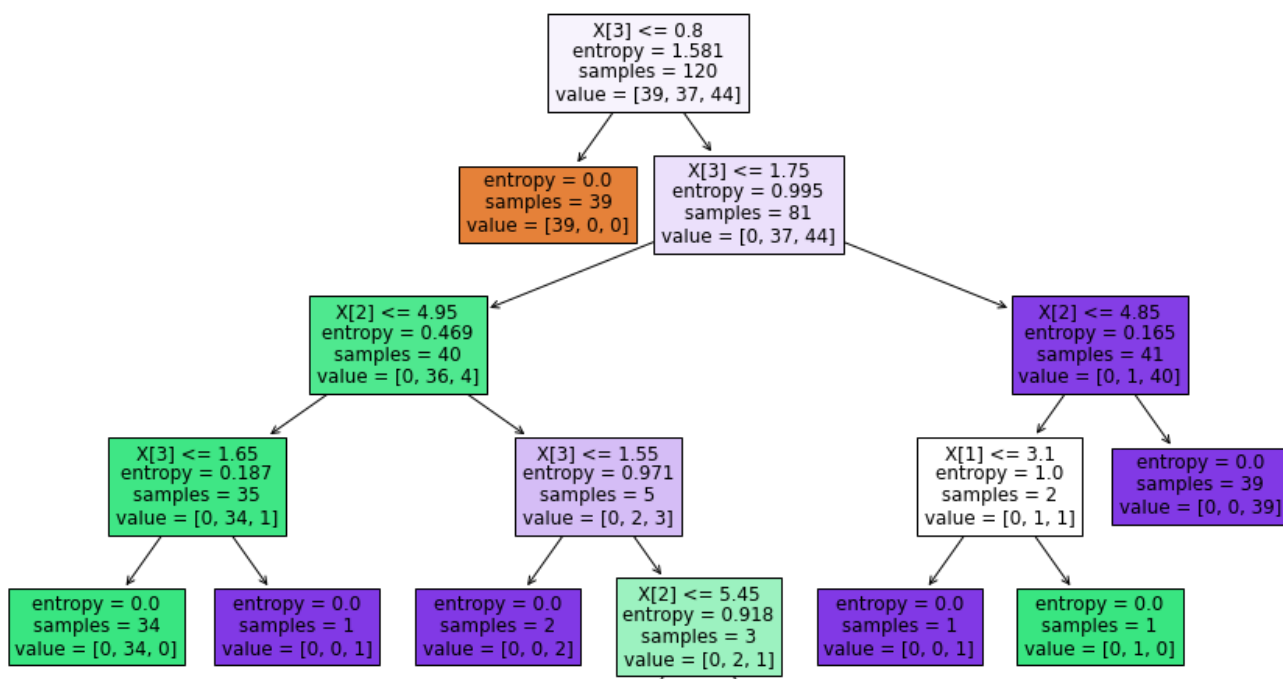 X[3] <= 0.8
entropy = 1.581
samples = 120
value = [39, 37, 44]
entropy = 0.0
samples = 39
value = [39, 0, 0]
X[3] <= 1.75
entropy = 0.995
samples = 81
value = [0, 37, 44]
X[2] <= 4.95
entropy = 0.469
samples = 40
value = [0, 36, 4]
X[2] <= 4.85
entropy = 0.165
samples = 41
value = [0, 1, 40]
X[3] <= 1.65
entropy = 0.187
samples = 35
value = [0, 34, 1]
X[3] <= 1.55
entropy = 0.971
samples = 5
value = [0, 2, 3]
X[1] <= 3.1
entropy = 1.0
samples = 2
value = [0, 1, 1]
entropy = 0.0
samples = 39
value = [0, 0, 39]
entropy = 0.0
samples = 34
value = [0, 34, 0]
entropy = 0.0
samples = 1
value = [0, 0, 1]
entropy = 0.0
samples = 2
value = [0, 0, 2]
X[2] <= 5.45
entropy = 0.918
samples = 3
value = [0, 2, 1]
entropy = 0.0
samples = 1
value = [0, 0, 1]
entropy = 0.0
samples = 1
value = [0, 1, 0]